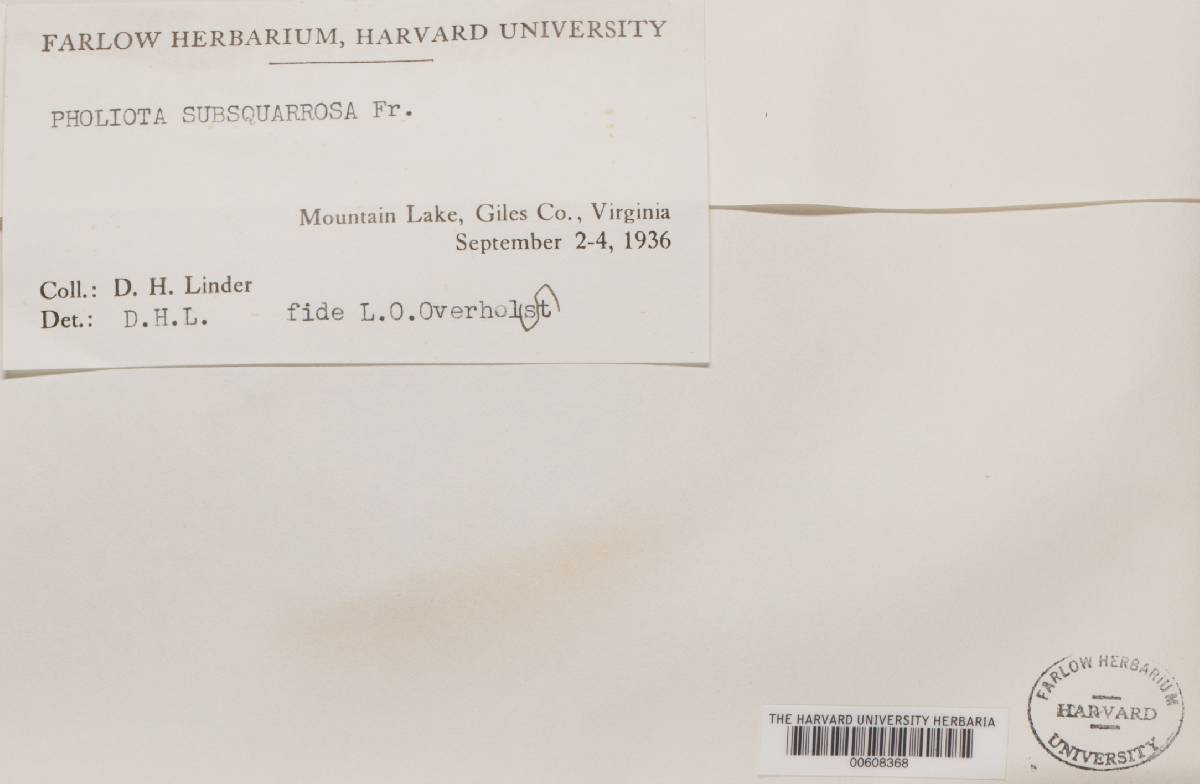 FARLOW HERBARIUM, HARVARD UNIVERSITY
PHOLIOTA SUBSQUARROSA Fr.
Mountain Lake, Giles Co., Virginia
September 2-4, 1936
Coll.: D. H. Linder
Det.: D.H.L. fide L.O.Overholst
THE HARVARD UNIVERSITY HERBARIA
00608368
FARLOW HERBARIUM
HARVARD
UNIVERSITY